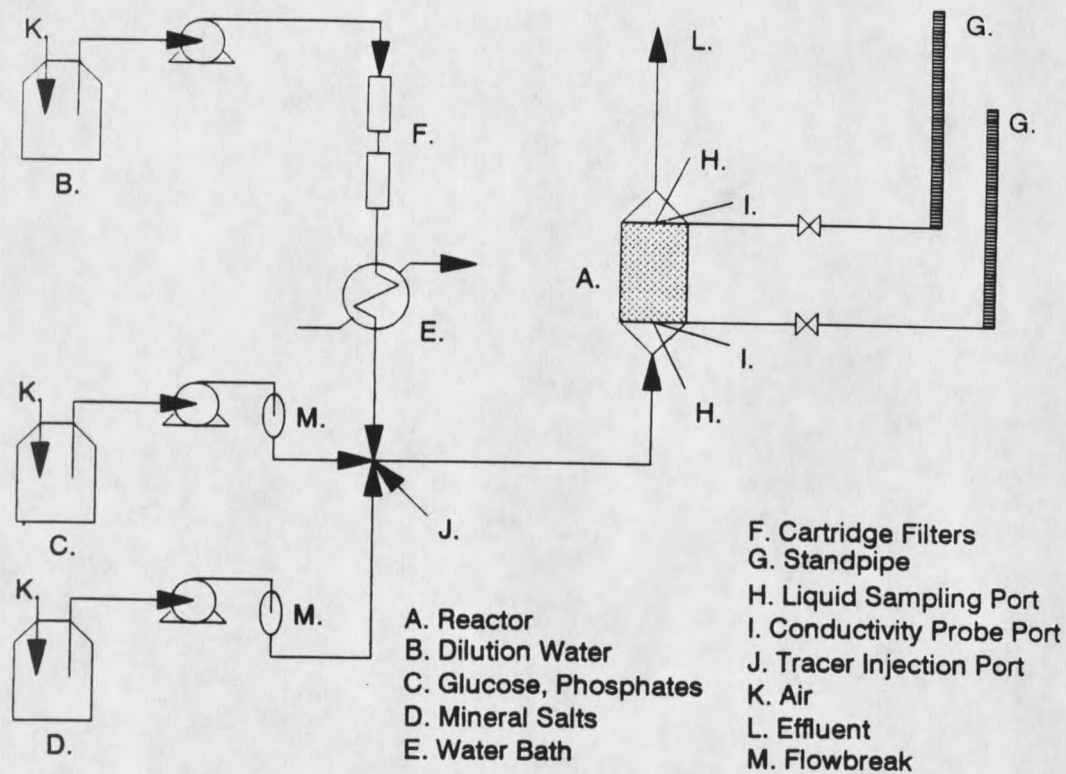 K.
B.
F.
E.
L.
G.
G.
H.
I.
A.
I.
H.
K.
M.
C.
J.
K.
M.
D.
A. Reactor
B. Dilution Water
C. Glucose, Phosphates
D. Mineral Salts
E. Water Bath
F. Cartridge Filters
G. Standpipe
H. Liquid Sampling Port
I. Conductivity Probe Port
J. Tracer Injection Port
K. Air
L. Effluent
M. Flowbreak